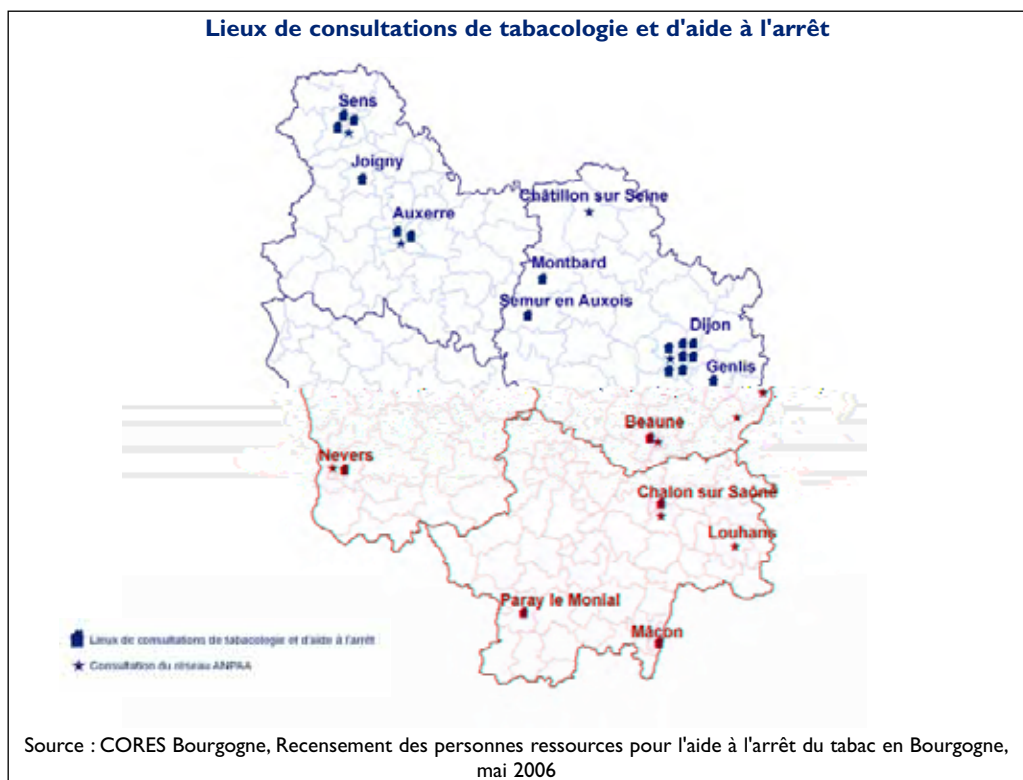 Lieux de consultations de tabacologie et d'aide à l'arrêt
Sens
Joigny
Châtillon sur Seine
Auxerre
Montbard
Semur en Auxois
Dijon
Genlis
Beaune
Nevers
Chalon sur Saône
Louhans
Paray le Monial
Mâcon
Lieux de consultations de tabacologie et d'aide à l'arrêt
Consultation du réseau ANPAA
Source : CORES Bourgogne, Recensement des personnes ressources pour l'aide à l'arrêt du tabac en Bourgogne,
mai 2006